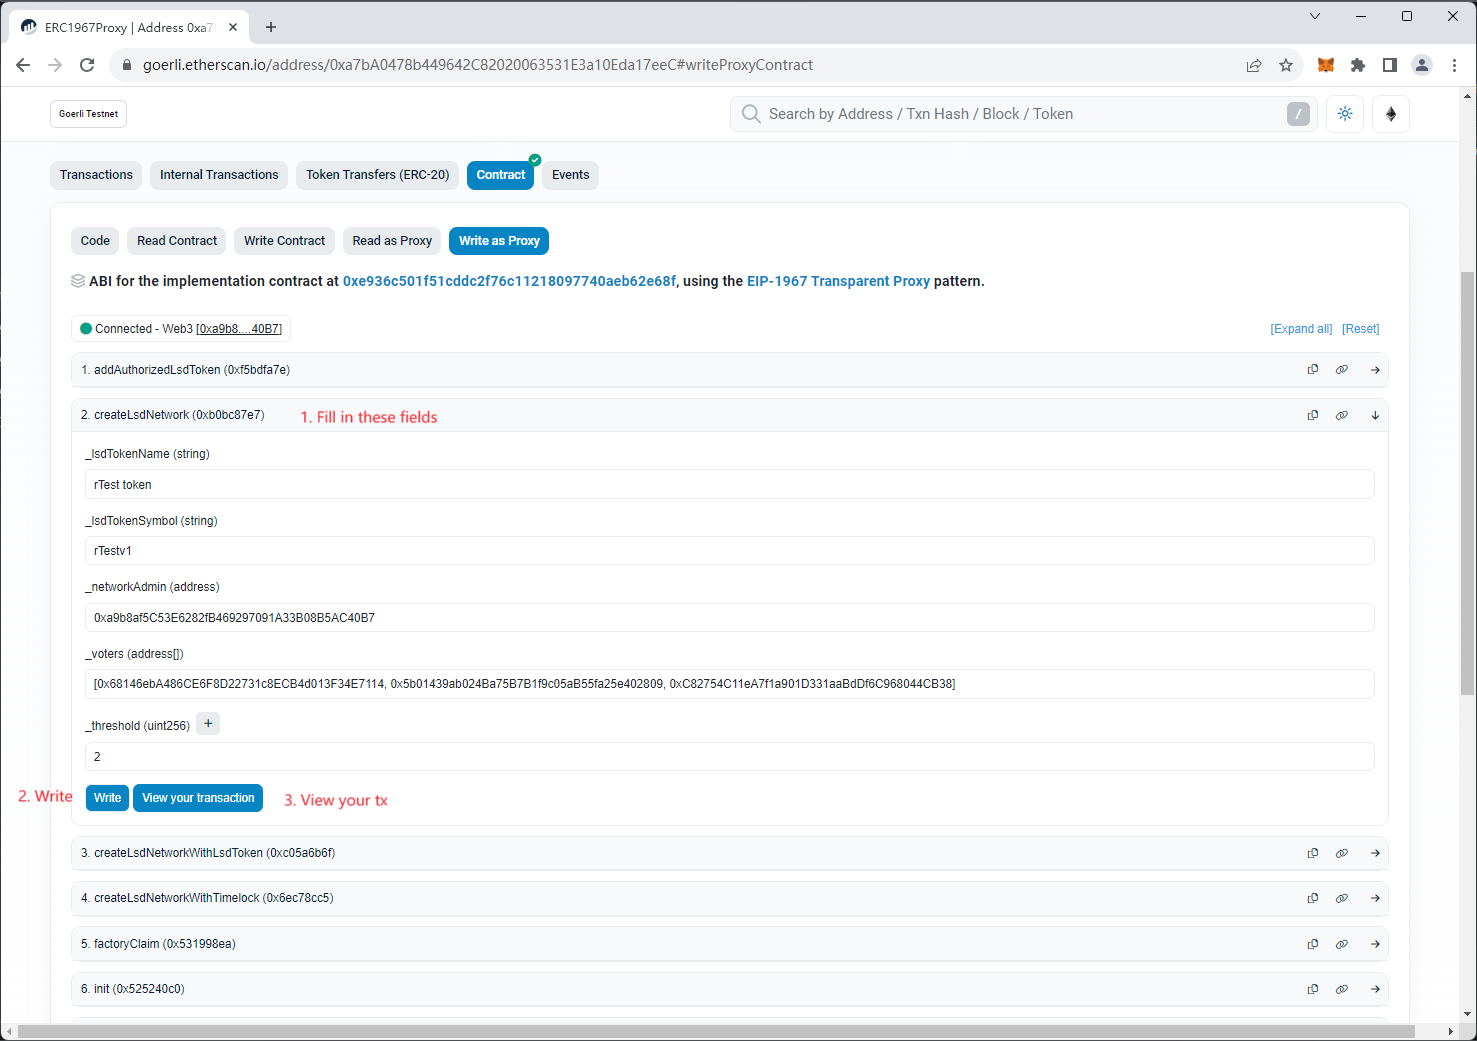 ERC1967Proxy | Address 0xa7
goerli.etherscan.io/address/0xa7bA0478b449642C82020063531E3a10Eda17eeC#writeProxyContract
Goerli Testnet
Search by Address / Txn Hash / Block / Token
/
Transactions
Internal Transactions
Token Transfers (ERC-20)
Contract
Events
Code
Read Contract
Write Contract
Read as Proxy
Write as Proxy
ABI for the implementation contract at 0xe936c501f51cddc2f76c11218097740aeb62e68f, using the EIP-1967 Transparent Proxy pattern.
Connected - Web3 [0xa9b8....40B7]
[Expand all] [Reset]
1. addAuthorizedLsdToken (0xf5bdfa7e)
2. createLsdNetwork (0xb0bc87e7)
1. Fill in these fields
_lsdTokenName (string)
rTest token
_lsdTokenSymbol (string)
rTestv1
_networkAdmin (address)
0xa9b8af5C53E6282fB469297091A33B08B5AC40B7
_voters (address[])
[0x68146ebA486CE6F8D22731c8ECB4d013F34E7114, 0x5b01439ab024Ba75B7B1f9c05aB55fa25e402809, 0xC82754C11eA7f1a901D331aaBdDf6C968044CB38]
_threshold (uint256) +
2
2. Write
Write
View your transaction
3. View your tx
3. createLsdNetworkWithLsdToken (0xc05a6b6f)
4. createLsdNetworkWithTimelock (0x6ec78cc5)
5. factoryClaim (0x531998ea)
6. init (0x525240c0)